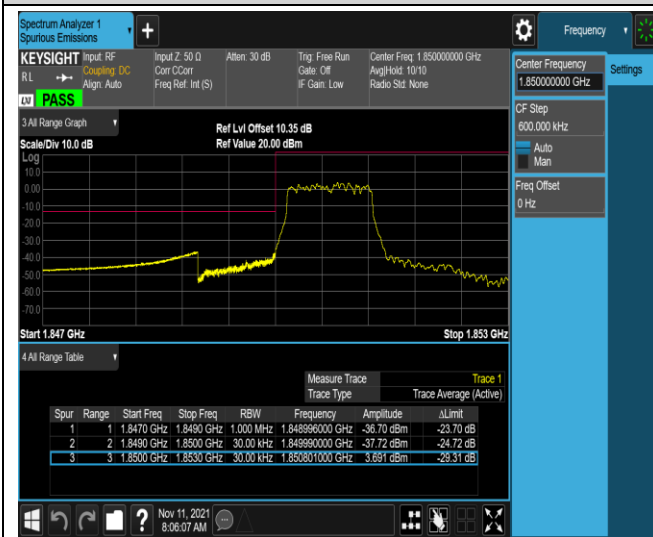 Spectrum Analyzer 1
Spurious Emissions
+
Frequency
KEYSIGHT Input: RF Input Z: 50 Ω Atten: 30 dB Trig: Free Run Center Freq: 1.850000000 GHz
RL Coupling: DC Corr CCorr Gate: Off Avg|Hold: 10/10
Align: Auto Freq Ref: Int (S) IF Gain: Low Radio Std: None
LXI PASS
Center Frequency
1.850000000 GHz
Settings
CF Step
600.000 kHz
Auto
Man
Freq Offset
0 Hz
3 All Range Graph
Ref Lvl Offset 10.35 dB
Scale/Div 10.0 dB Ref Value 20.00 dBm
Log
10.0
0.00
-10.0
-20.0
-30.0
-40.0
-50.0
-60.0
-70.0
Start 1.847 GHz Stop 1.853 GHz
4 All Range Table
Measure Trace Trace 1
Trace Type Trace Average (Active)
Spur Range Start Freq Stop Freq RBW Frequency Amplitude ΔLimit
1 1 1.8470 GHz 1.8490 GHz 1.000 MHz 1.848996000 GHz -36.70 dBm -23.70 dB
2 2 1.8490 GHz 1.8500 GHz 30.00 kHz 1.849990000 GHz -37.72 dBm -24.72 dB
3 3 1.8500 GHz 1.8530 GHz 30.00 kHz 1.850801000 GHz 3.691 dBm -29.31 dB
? Nov 11, 2021
8:06:07 AM